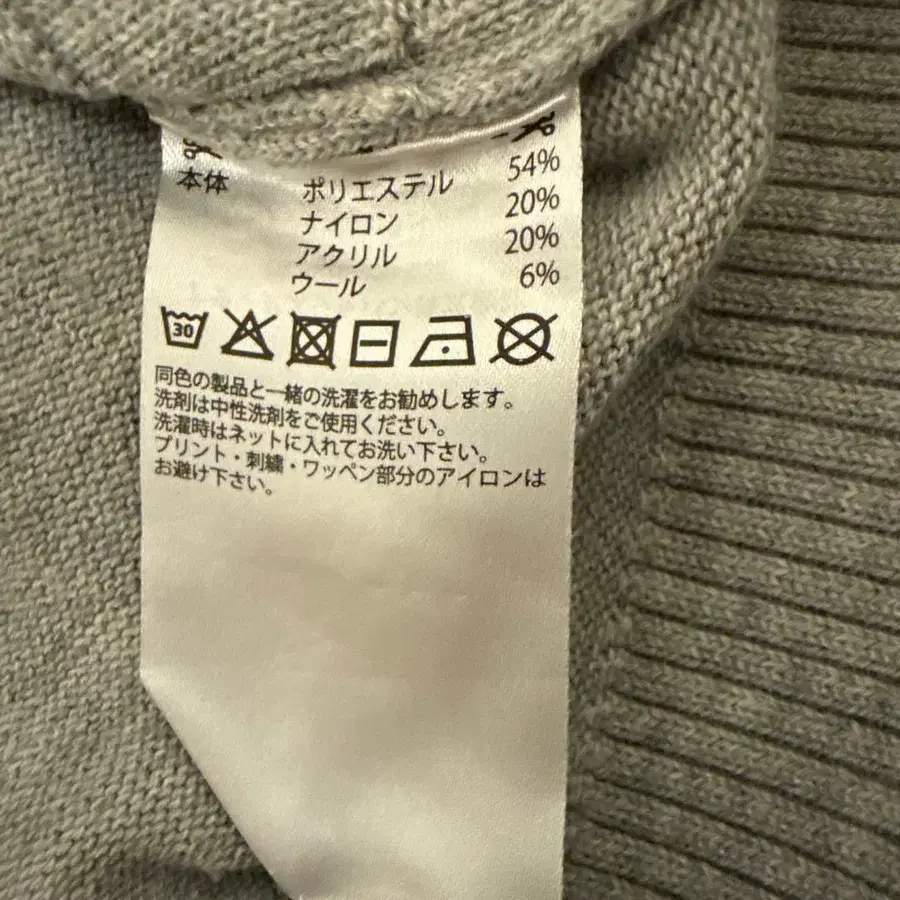 本体 ポリエステル 54%
ナイロン 20%
アクリル 20%
ウール 6%
30
同色の製品と一緒の洗濯をお勧めします。
洗剤は中性洗剤をご使用ください。
洗濯時はネットに入れてお洗い下さい。
プリント・刺繍・ワッペン部分のアイロンは
お避け下さい。